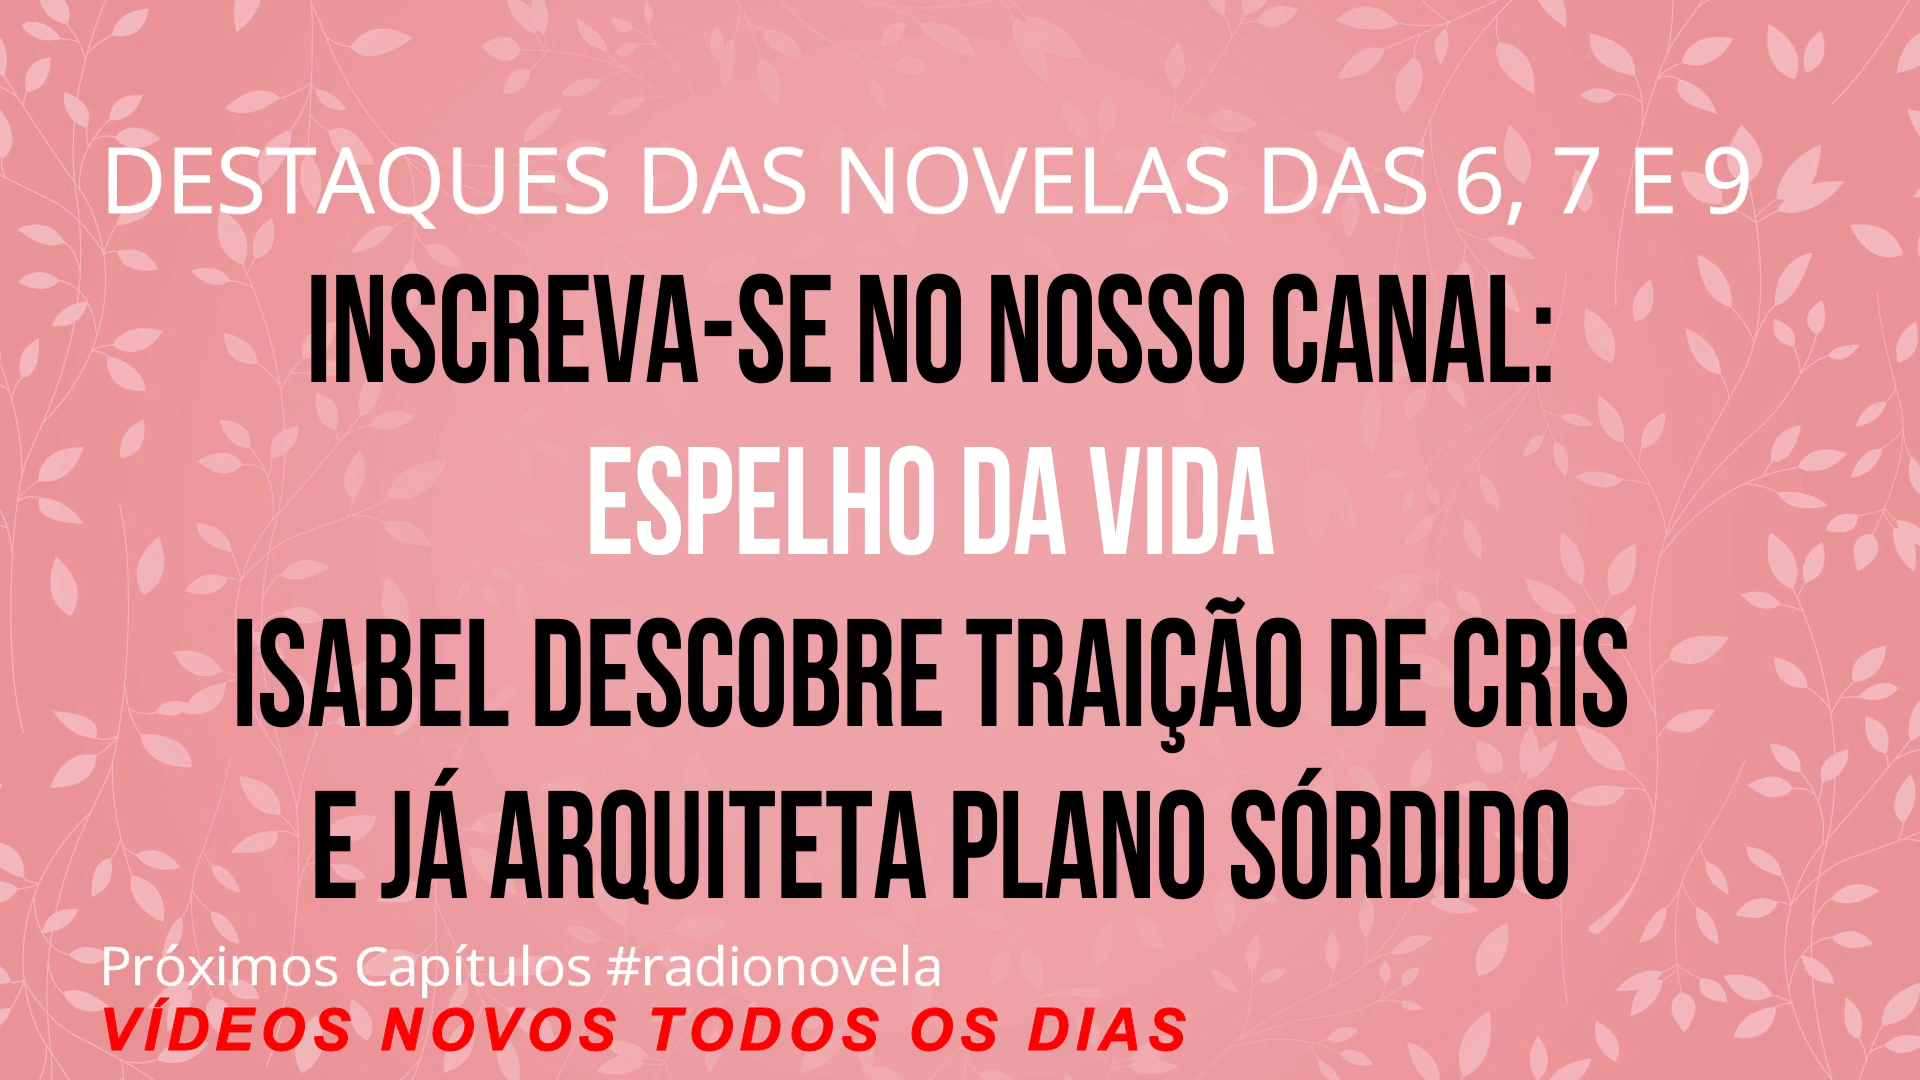 DESTAQUES DAS NOVELAS DAS 6, 7 E 9
INSCREVA-SE NO NOSSO CANAL:
ESPELHO DA VIDA
ISABEL DESCOBRE TRAIÇÃO DE CRIS
E JÁ ARQUITETA PLANO SÓRDIDO
Próximos Capítulos #radionovela
VÍDEOS NOVOS TODOS OS DIAS